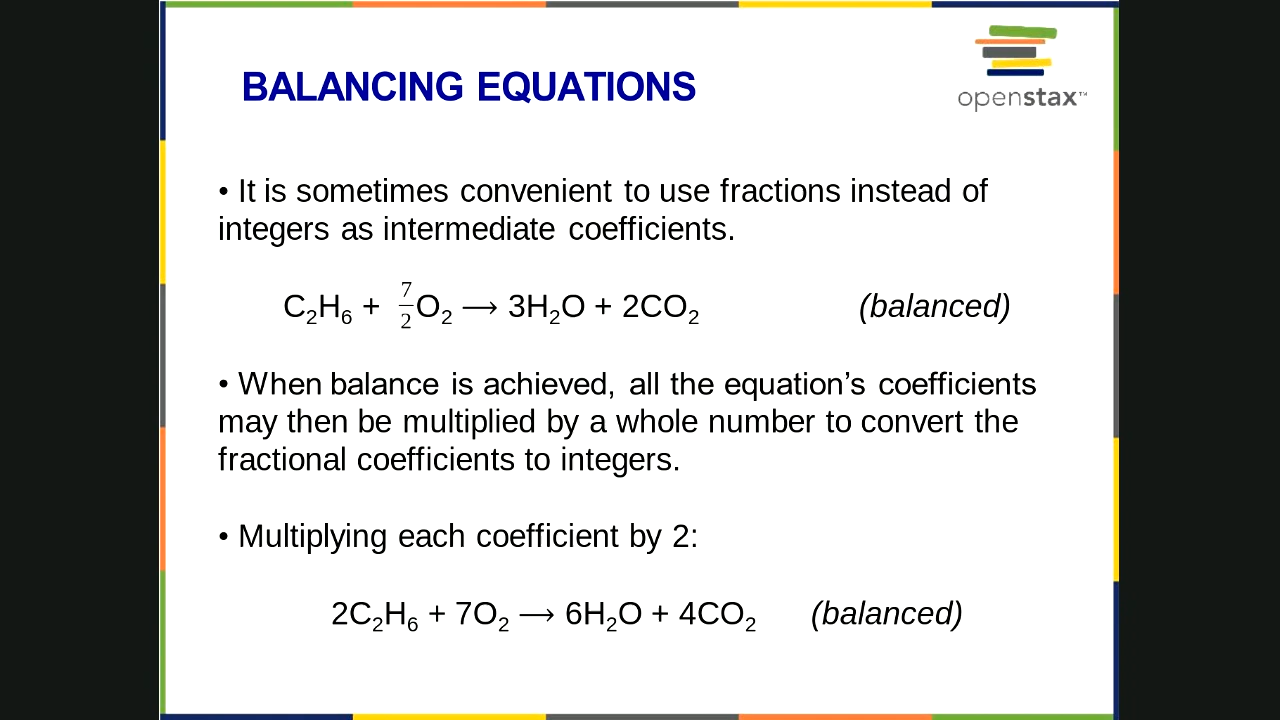 openstax™
BALANCING EQUATIONS
• It is sometimes convenient to use fractions instead of
integers as intermediate coefficients.
C₂H₆ + 7/2 O₂ ⟶ 3H₂O + 2CO₂ (balanced)
• When balance is achieved, all the equation’s coefficients
may then be multiplied by a whole number to convert the
fractional coefficients to integers.
• Multiplying each coefficient by 2:
2C₂H₆ + 7O₂ ⟶ 6H₂O + 4CO₂ (balanced)